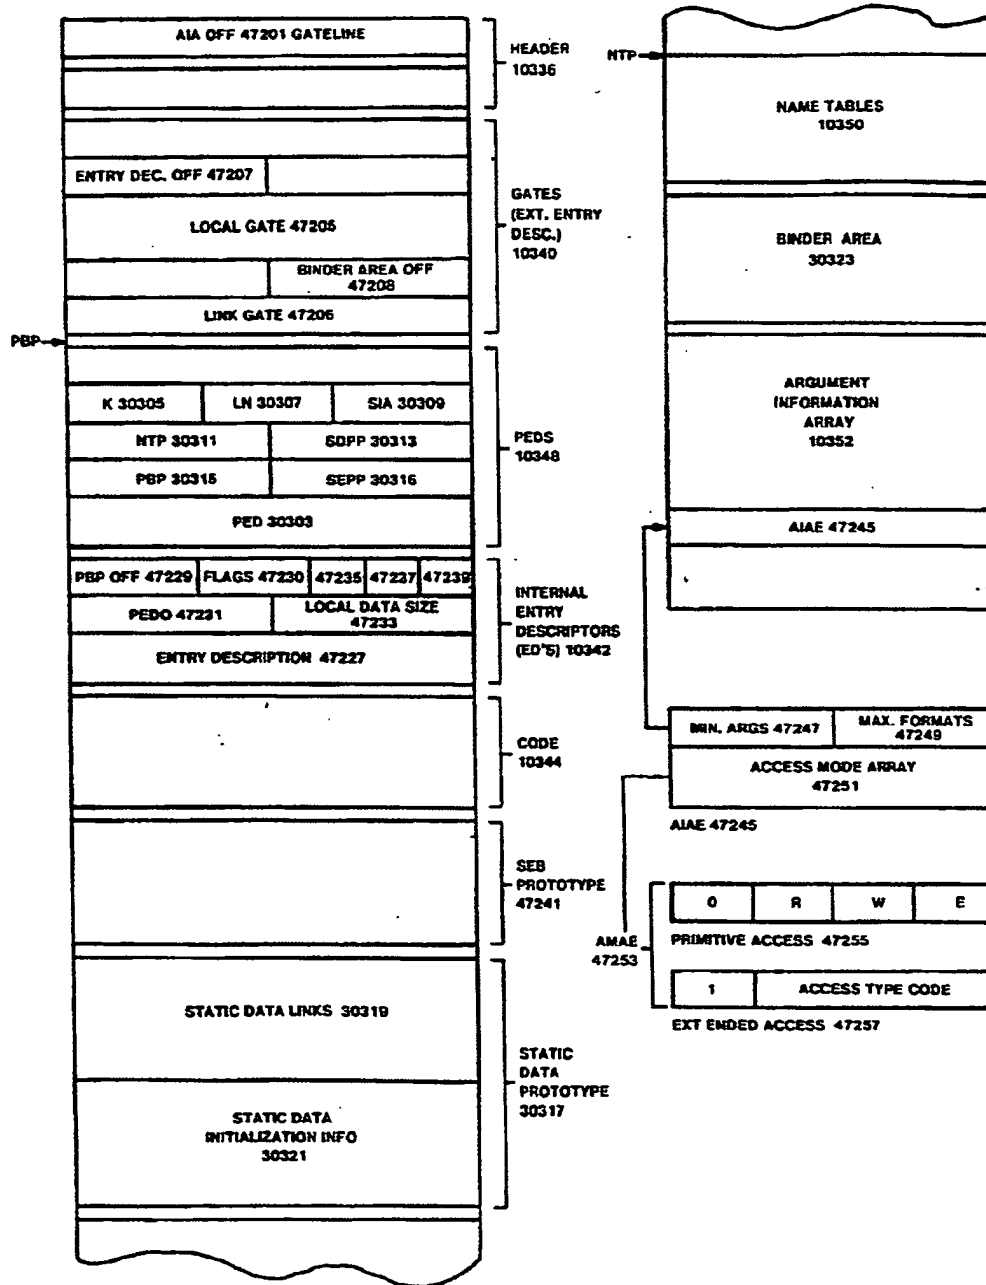 AIA OFF 47201 GATELINE
HEADER
10336
ENTRY DEC. OFF 47207
LOCAL GATE 47205
BINDER AREA OFF
47208
LINK GATE 47206
GATES
(EXT. ENTRY
DESC.)
10340
PBP
K 30305
LN 30307
SIA 30309
NTP 30311
SDPP 30313
PBP 30315
SEPP 30316
PED 30303
PEDS
10348
PBP OFF 47229
FLAGS 47230
47235
47237
47239
PEDO 47231
LOCAL DATA SIZE
47233
ENTRY DESCRIPTION 47227
INTERNAL
ENTRY
DESCRIPTORS
(ED'S) 10342
CODE
10344
SEB
PROTOTYPE
47241
STATIC DATA LINKS 30319
STATIC DATA
INITIALIZATION INFO
30321
STATIC
DATA
PROTOTYPE
30317
NTP
NAME TABLES
10350
BINDER AREA
30323
ARGUMENT
INFORMATION
ARRAY
10352
AIAE 47245
MIN. ARGS 47247
MAX. FORMATS
47249
ACCESS MODE ARRAY
47251
AIAE 47245
AMAE
47253
0
R
W
E
PRIMITIVE ACCESS 47255
1
ACCESS TYPE CODE
EXT ENDED ACCESS 47257